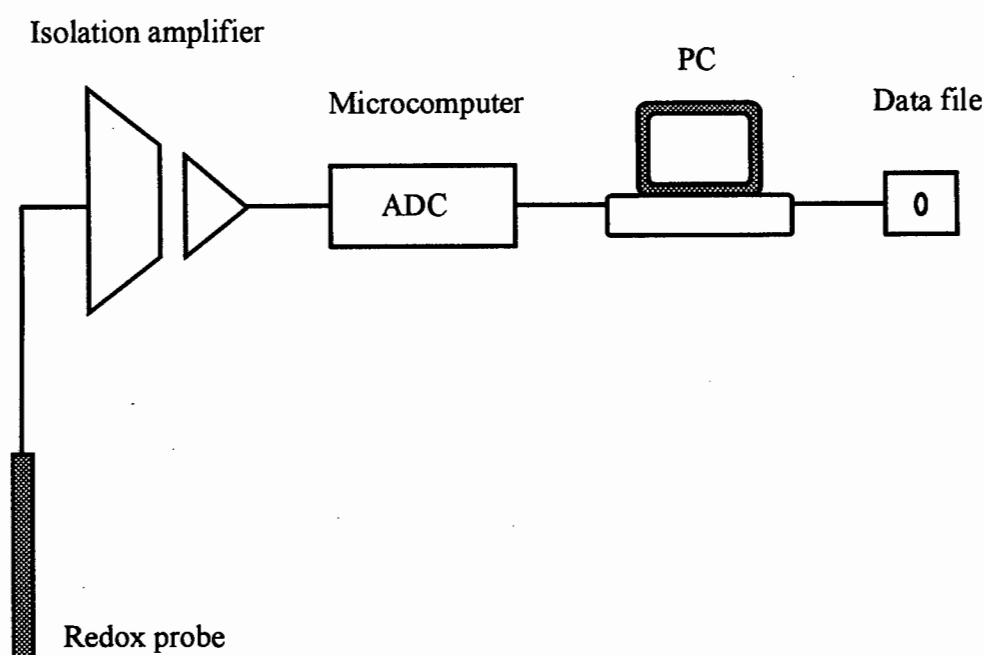 Isolation amplifier
PC
Microcomputer
Data file
ADC
0
Redox probe